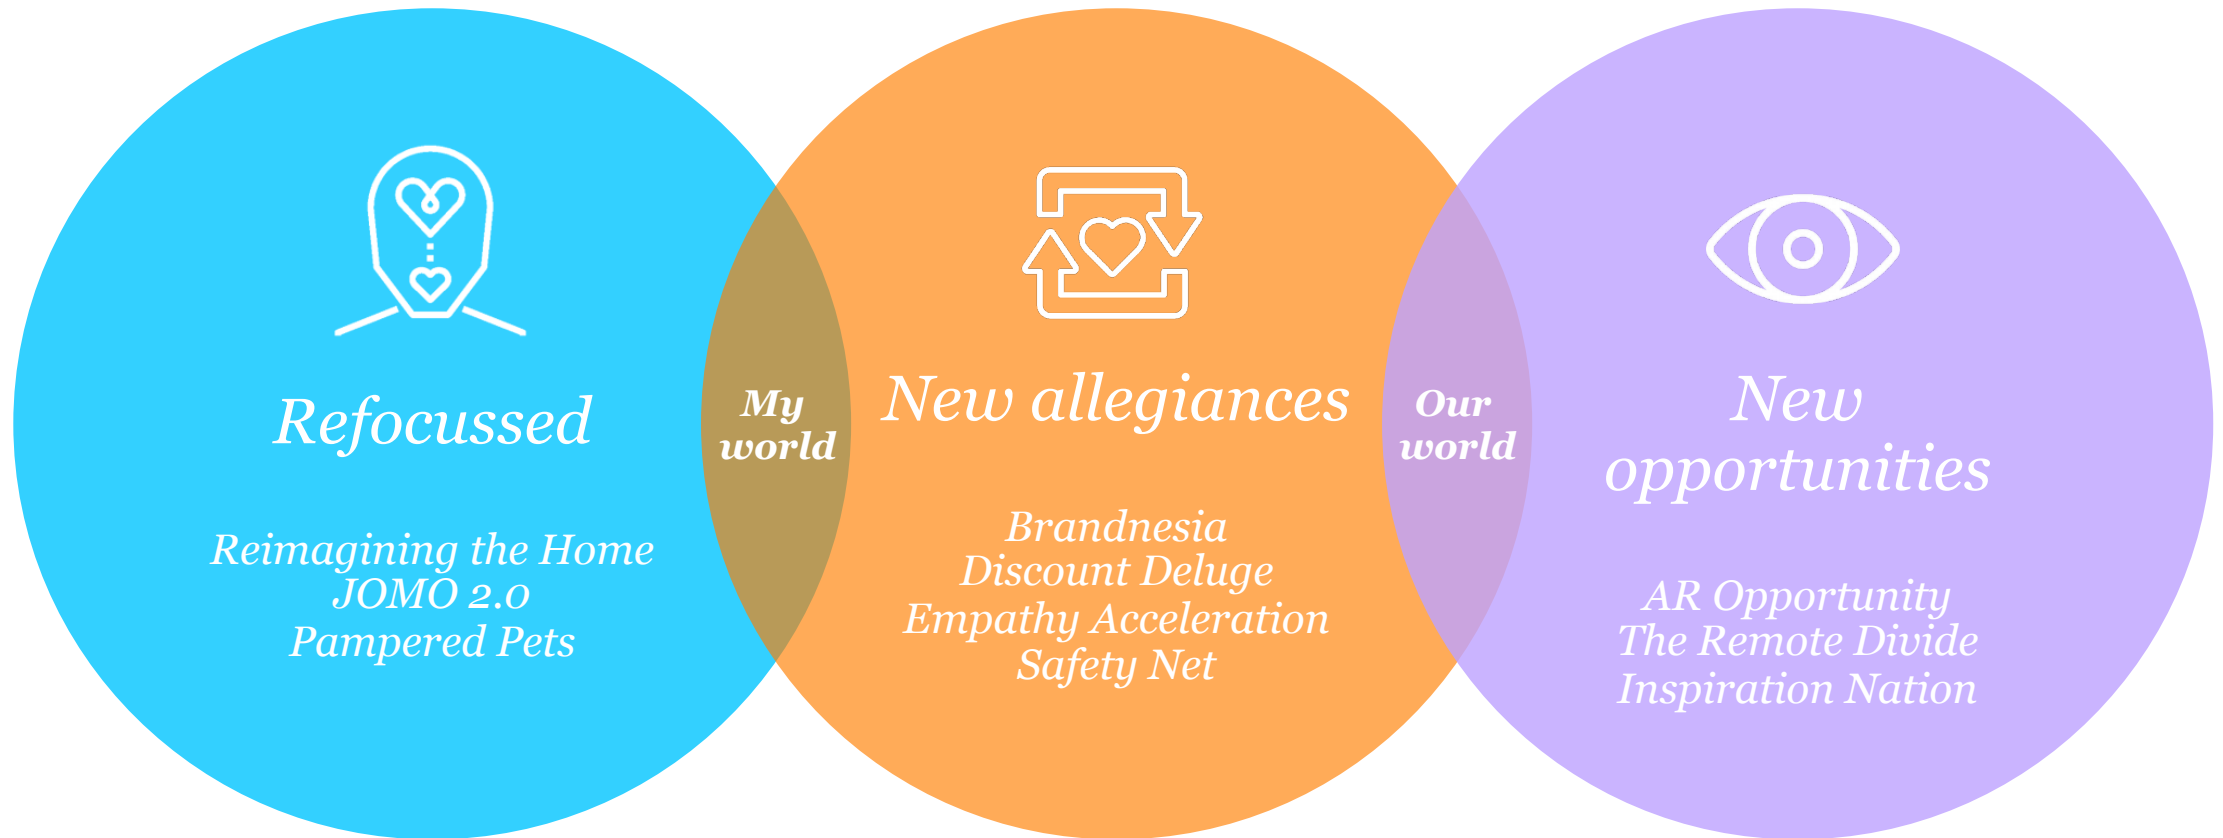 Refocussed
Reimagining the Home
JOMO 2.0
Pampered Pets
My
world
New allegiances
Brandnesia
Discount Deluge
Empathy Acceleration
Safety Net
Our
world
New
opportunities
AR Opportunity
The Remote Divide
Inspiration Nation